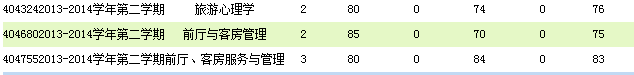 4043242013-2014学年第二学期 旅游心理学 2 80 0 74 0 76
4046802013-2014学年第二学期 前厅与客房管理 2 85 0 70 0 75
4047552013-2014学年第二学期前厅、客房服务与管理 3 80 0 84 0 83